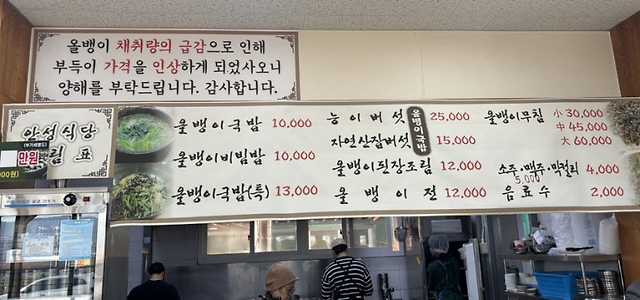 올뱅이 채취량의 급감으로 인해
부득이 가격을 인상하게 되었사오니
양해를 부탁드립니다. 감사합니다.
안성식당
림표
만원
000원)
올뱅이국밥 10,000
올뱅이비빔밥 10,000
올뱅이국밥(특) 13,000
능이버섯 25,000
자연산잡버섯 15,000
올뱅이국밥
올뱅이된장조림 12,000
올뱅이전 12,000
올뱅이무침 小 30,000
中 45,000
大 60,000
소주·맥주·막걸리 4,000
5,000
음료수 2,000